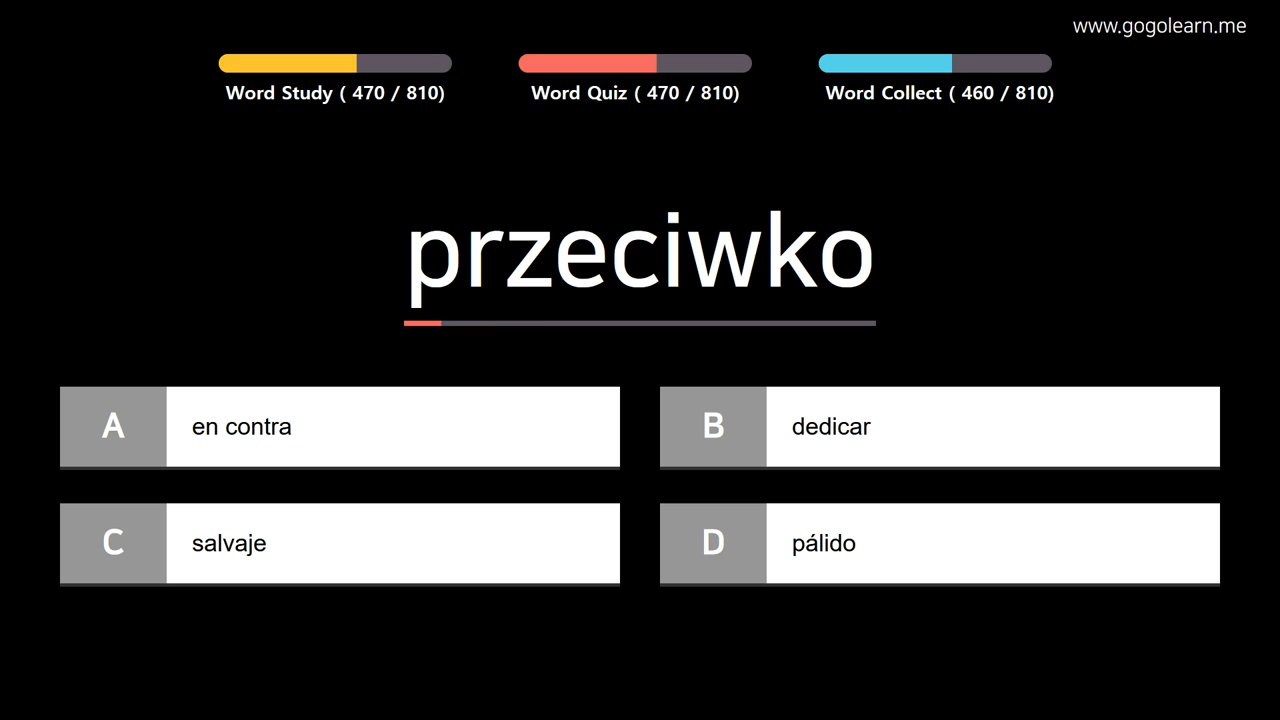 www.gogolearn.me
Word Study ( 470 / 810)
Word Quiz ( 470 / 810)
Word Collect ( 460 / 810)
przeciwko
A en contra
B dedicar
C salvaje
D pálido